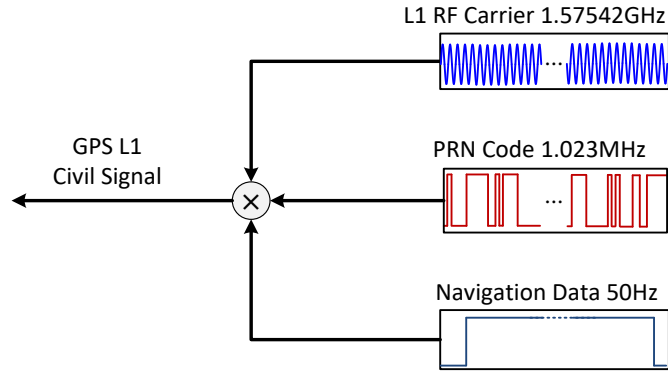 L1 RF Carrier 1.57542GHz
...
GPS L1
Civil Signal
PRN Code 1.023MHz
...
×
Navigation Data 50Hz